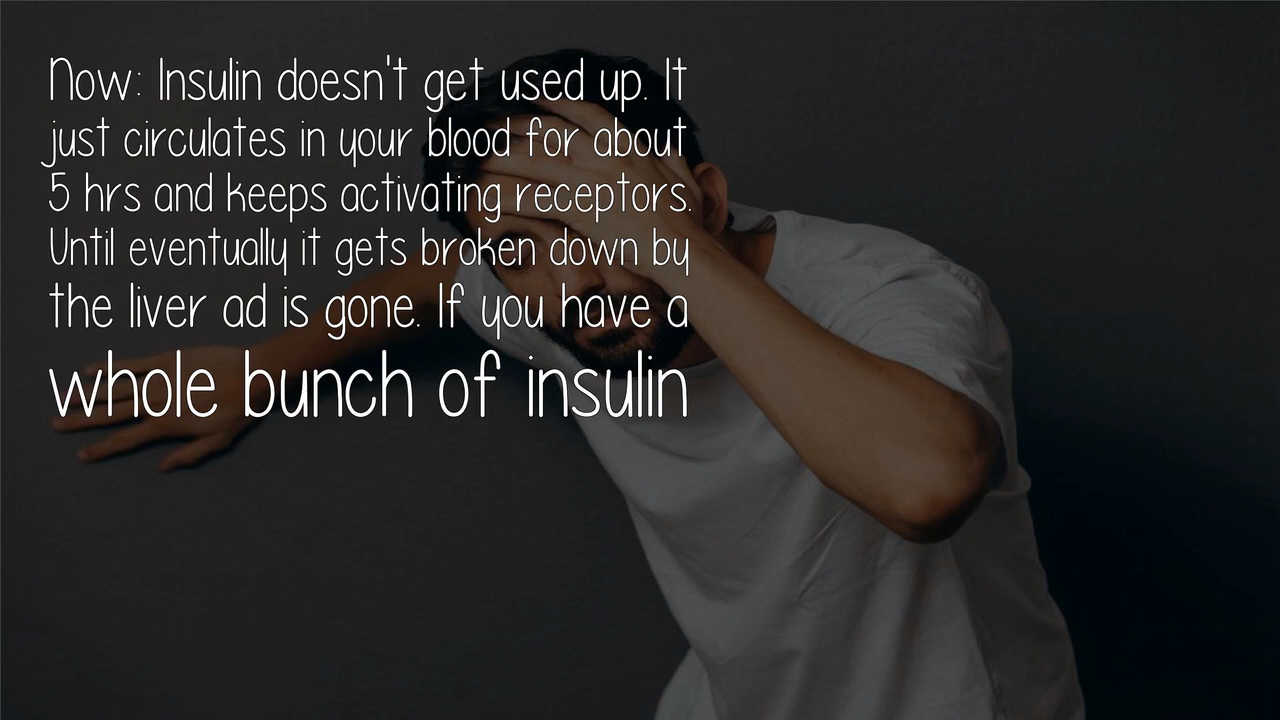 Now: Insulin doesn't get used up. It
just circulates in your blood for about
5 hrs and keeps activating receptors.
Until eventually it gets broken down by
the liver ad is gone. If you have a
whole bunch of insulin